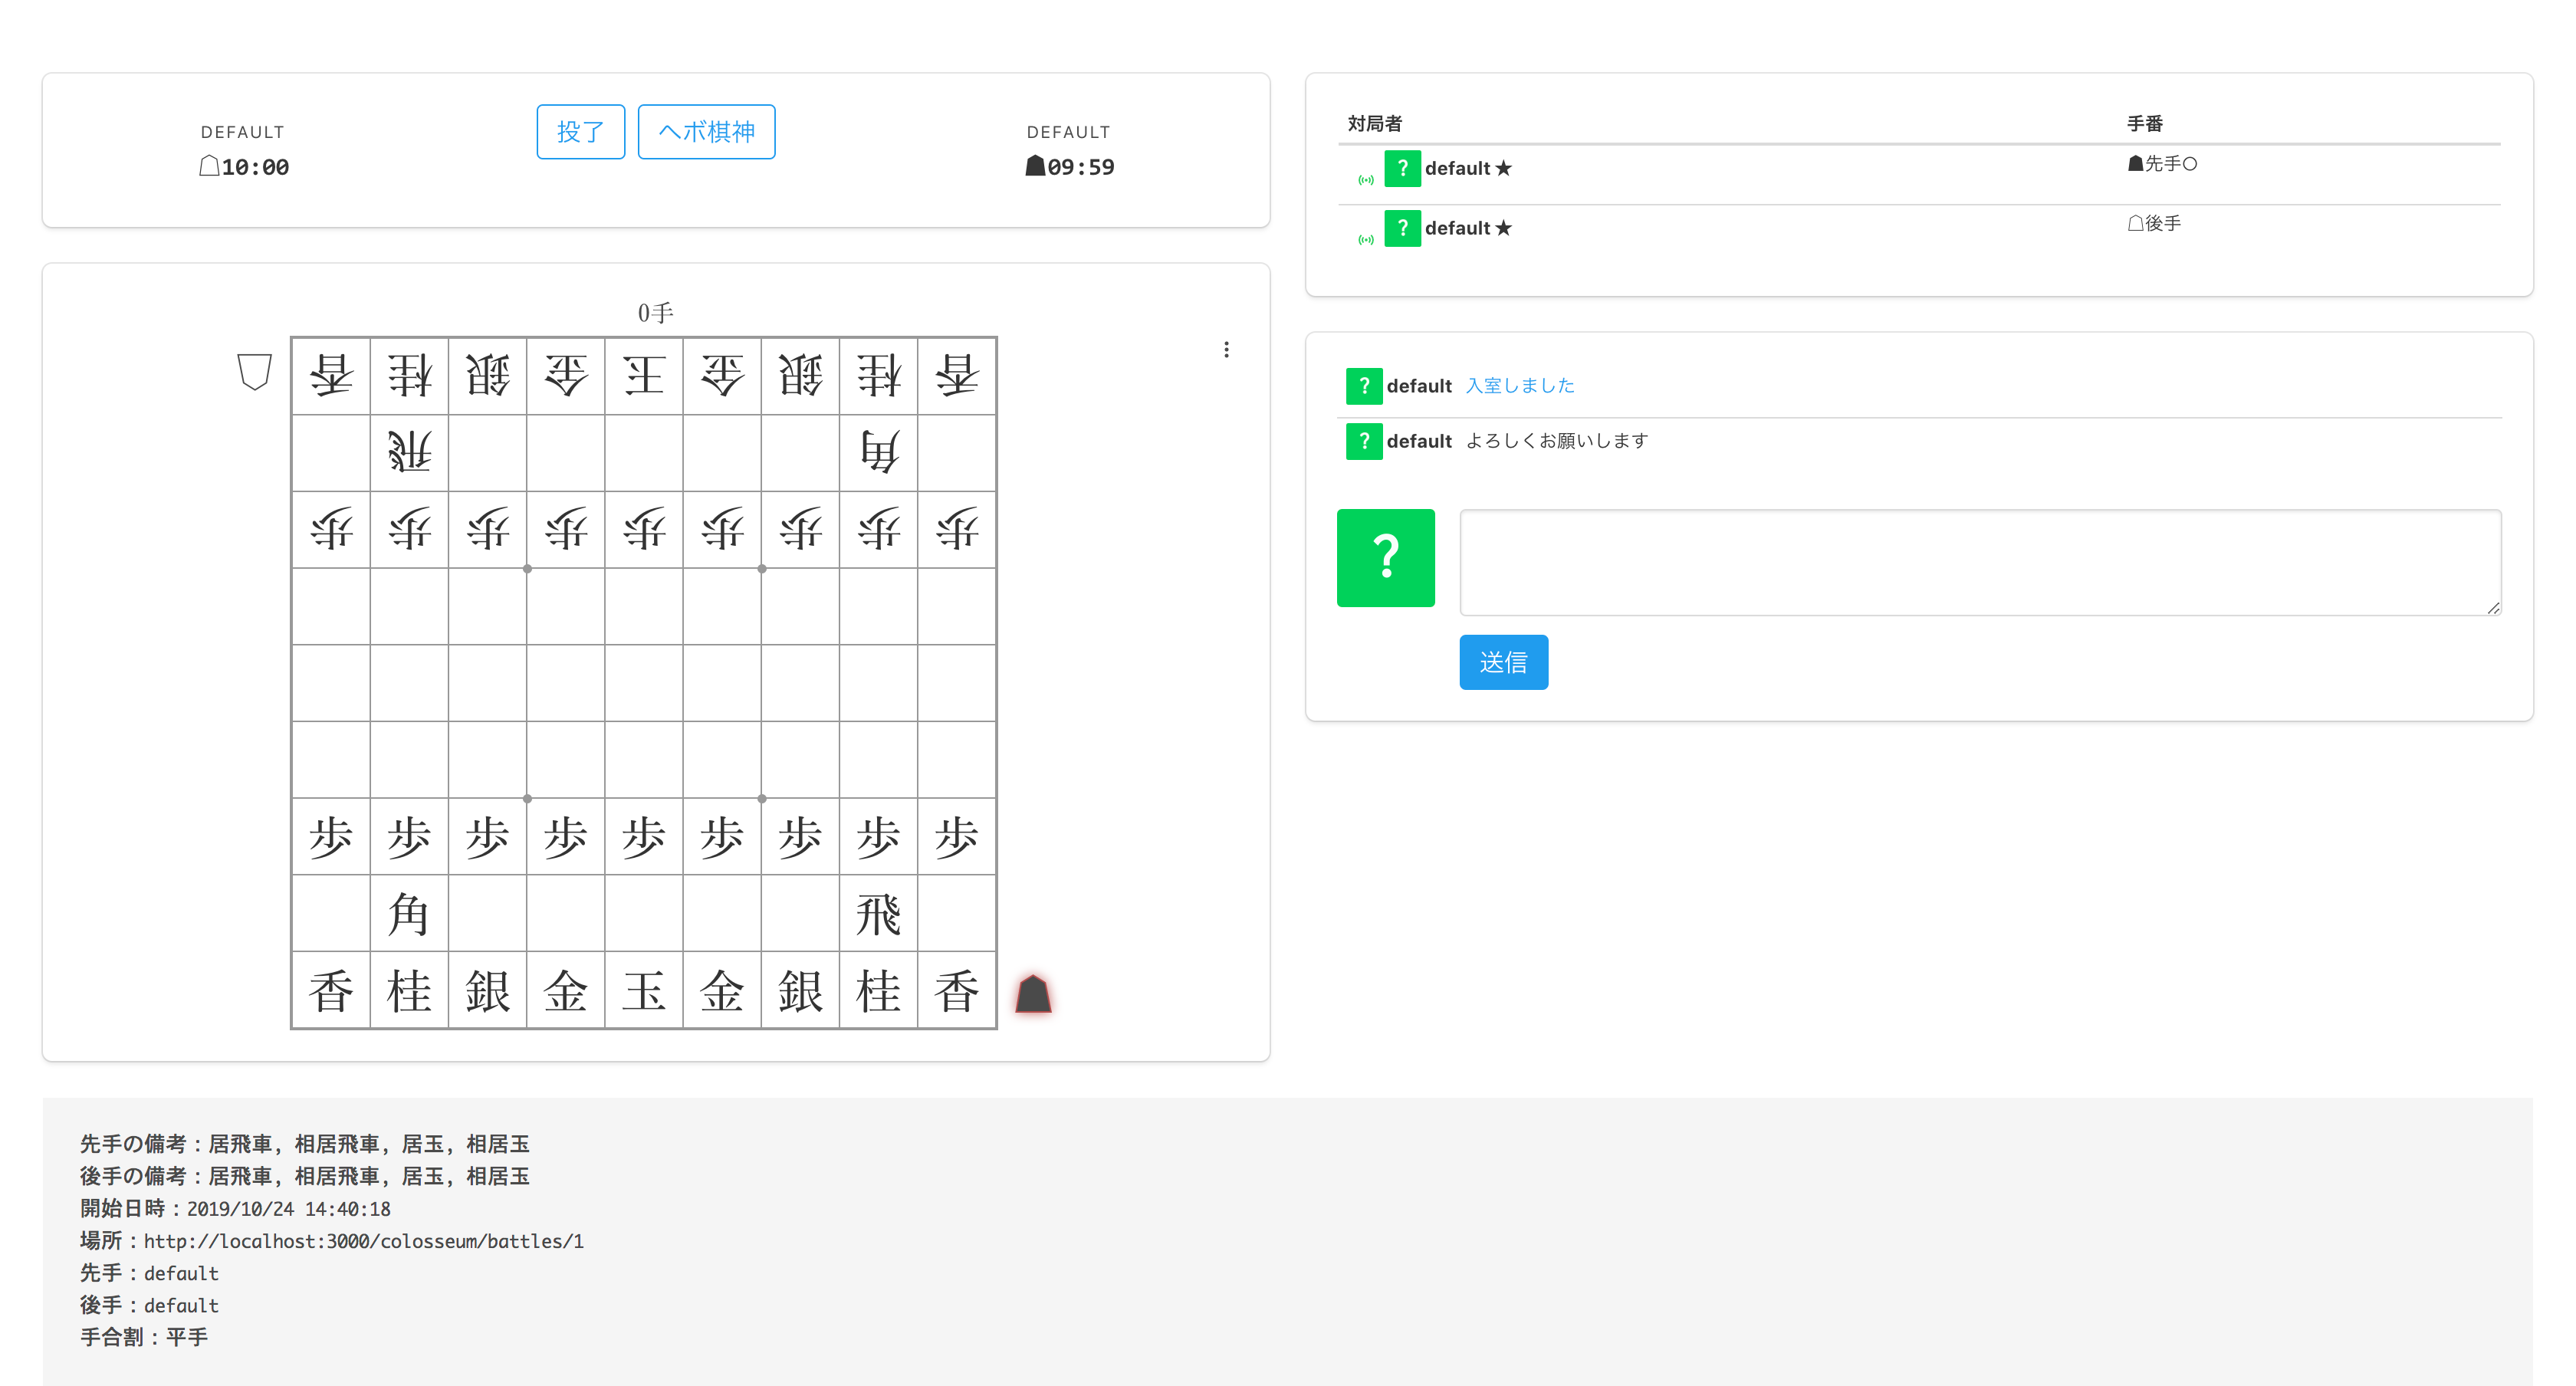 DEFAULT
☖10:00
投了
ヘボ棋神
DEFAULT
☗09:59
0手
香桂銀金王金銀桂香
飛角
歩歩歩歩歩歩歩歩歩
歩歩歩歩歩歩歩歩歩
角飛
香桂銀金玉金銀桂香
対局者 手番
? default★ ☗先手○
? default★ ☖後手
? default 入室しました
? default よろしくお願いします
?
送信
先手の備考：居飛車, 相居飛車, 居玉, 相居玉
後手の備考：居飛車, 相居飛車, 居玉, 相居玉
開始日時：2019/10/24 14:40:18
場所：http://localhost:3000/colosseum/battles/1
先手：default
後手：default
手合割：平手